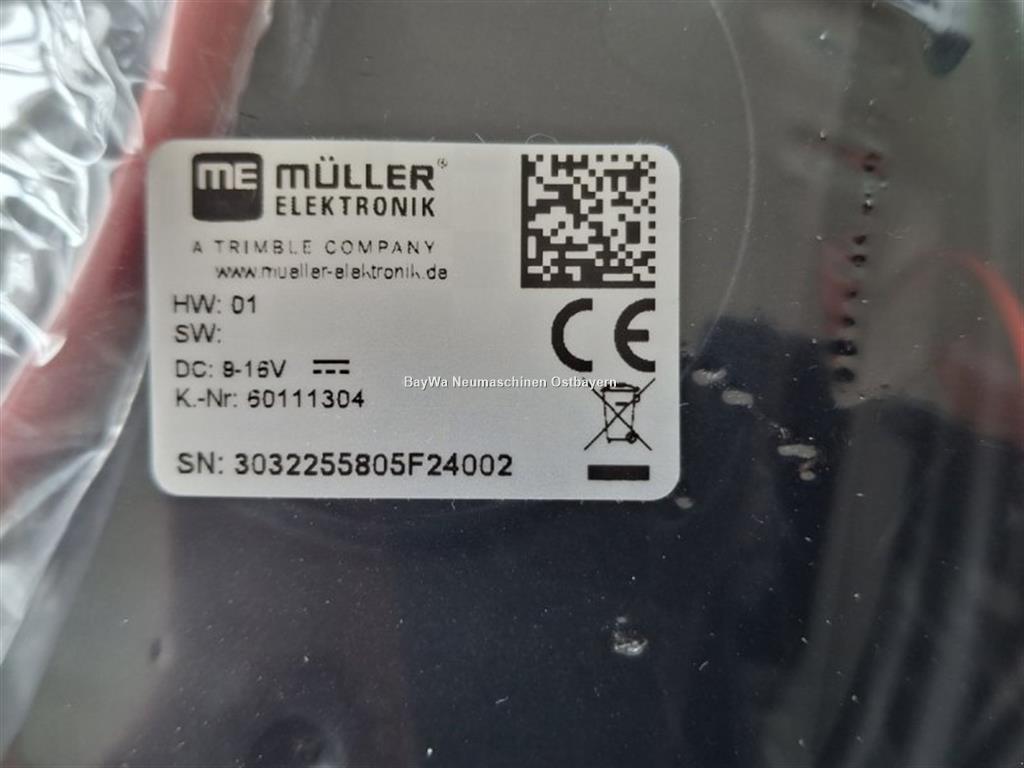 ME MÜLLER®
ELEKTRONIK
A TRIMBLE COMPANY
www.mueller-elektronik.de
HW: 01
SW:
DC: 9-16V
BayWa Neumaschinen Ostbayern
K.-Nr: 60111304
CE
SN: 3032255805F24002